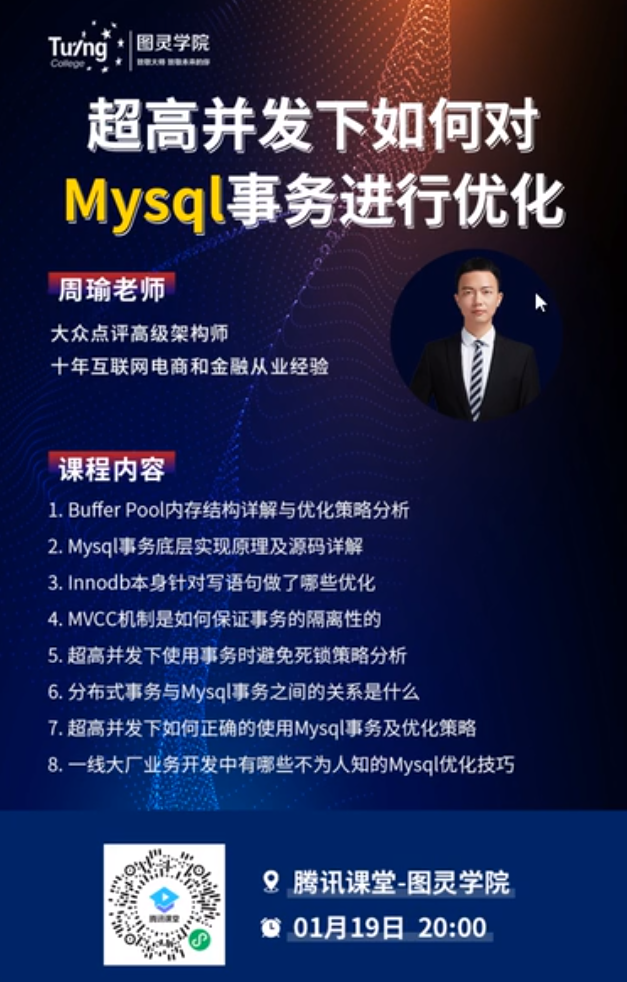 Tuling
College
图灵学院
致敬大师 致敬未来的你
超高并发下如何对
Mysql事务进行优化
周瑜老师
大众点评高级架构师
十年互联网电商和金融从业经验
课程内容
1. Buffer Pool内存结构详解与优化策略分析
2. Mysql事务底层实现原理及源码详解
3. Innodb本身针对写语句做了哪些优化
4. MVCC机制是如何保证事务的隔离性的
5. 超高并发下使用事务时避免死锁策略分析
6. 分布式事务与Mysql事务之间的关系是什么
7. 超高并发下如何正确的使用Mysql事务及优化策略
8. 一线大厂业务开发中有哪些不为人知的Mysql优化技巧
腾讯课堂
腾讯课堂-图灵学院
01月19日 20:00